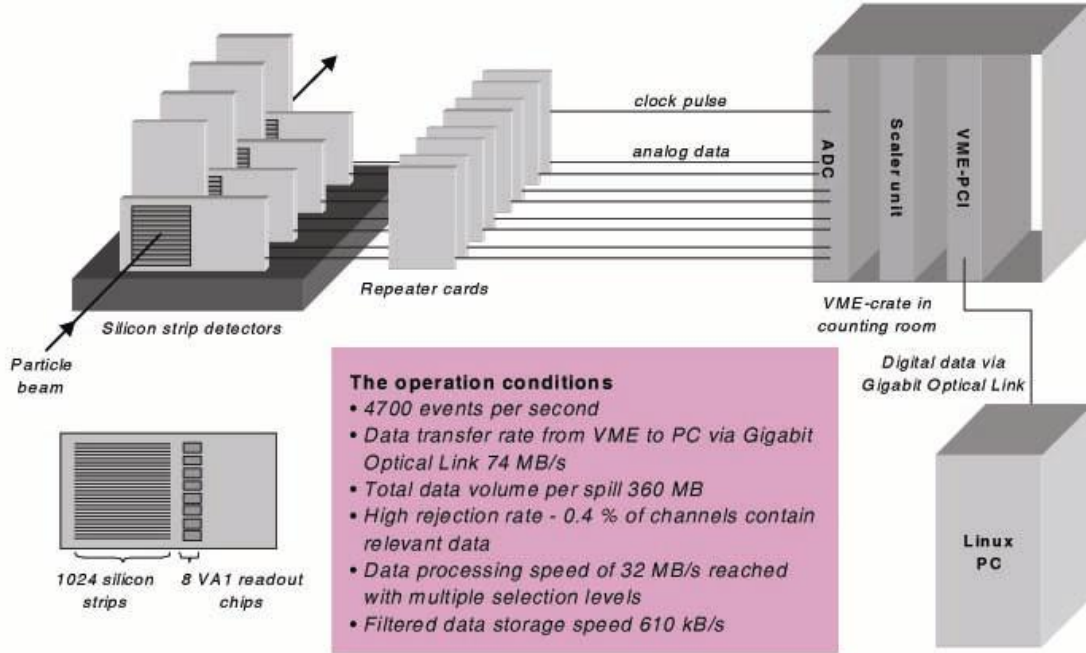 clock pulse
analog data
ADC
Scaler unit
VME-PCI
Silicon strip detectors
Repeater cards
Particle
beam
VME-crate in
counting room
Digital data via
Gigabit Optical Link
1024 silicon
strips
8 VA1 readout
chips
The operation conditions
• 4700 events per second
• Data transfer rate from VME to PC via Gigabit
Optical Link 74 MB/s
• Total data volume per spill 360 MB
• High rejection rate - 0.4 % of channels contain
relevant data
• Data processing speed of 32 MB/s reached
with multiple selection levels
• Filtered data storage speed 610 kB/s
Linux
PC